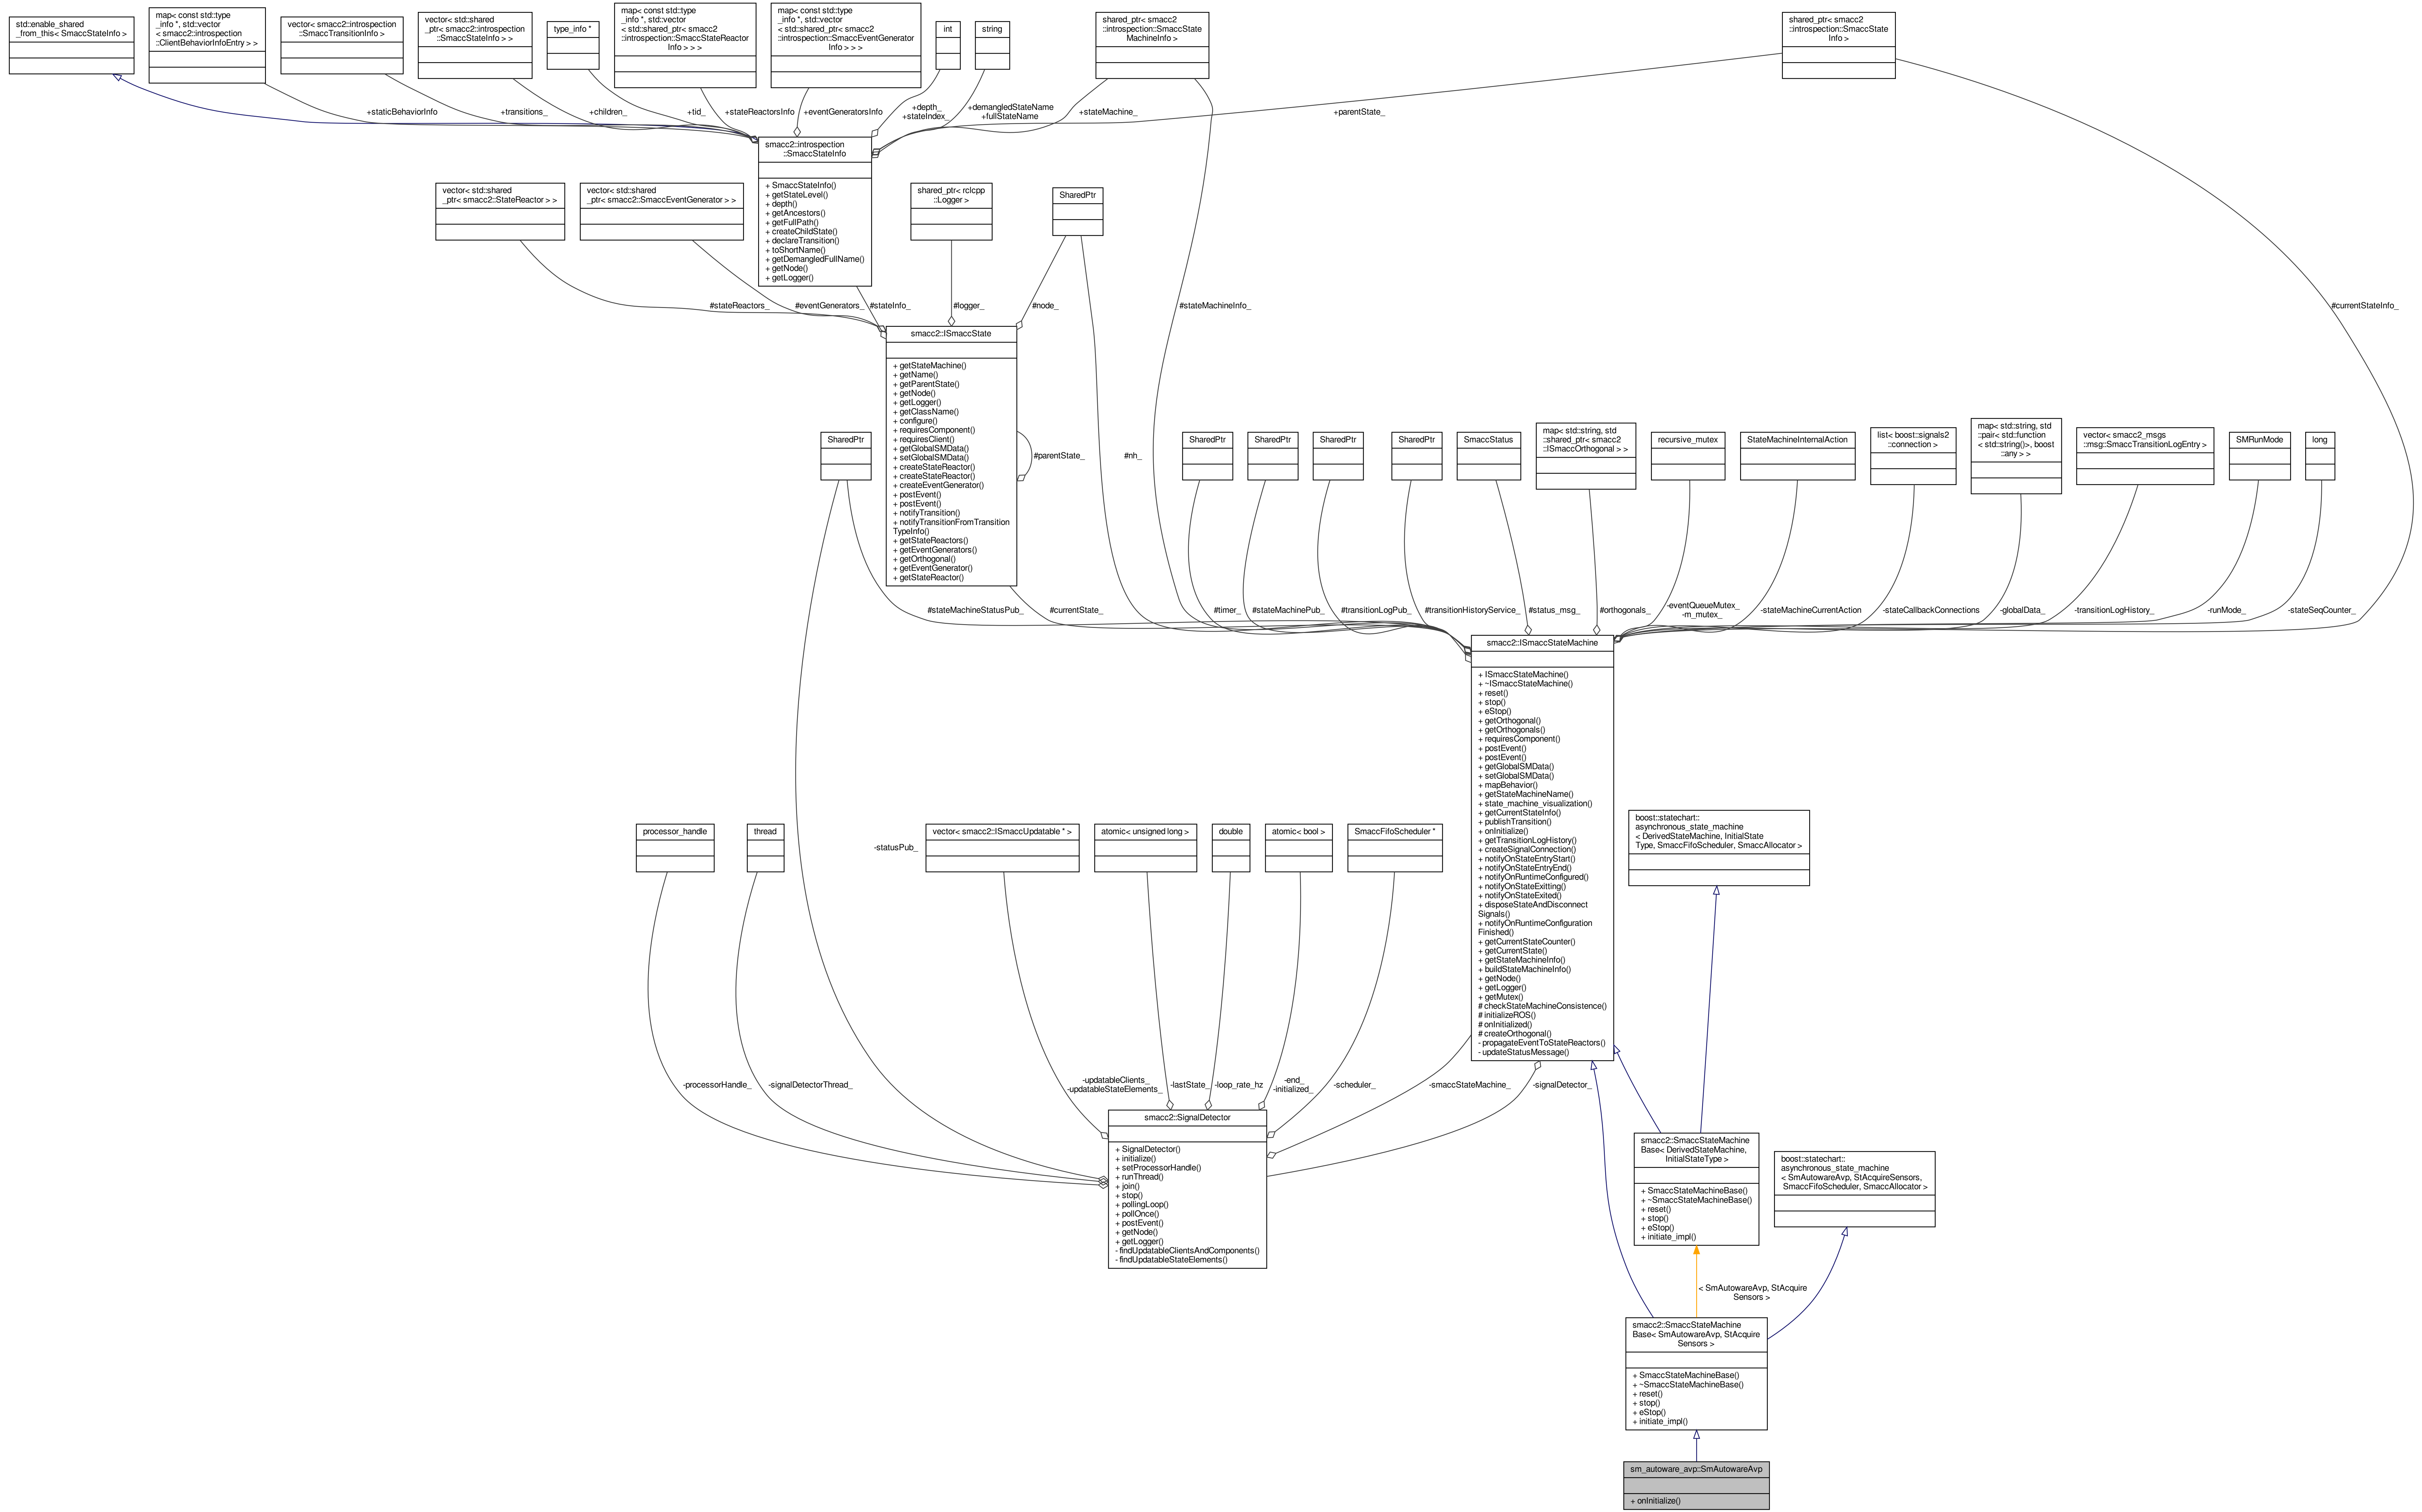 std::enable_shared
_from_this< SmaccStateInfo >
map< const std::type
_info *, std::vector
< smacc2::introspection
::ClientBehaviorInfoEntry > >
vector< smacc2::introspection
::SmaccTransitionInfo >
vector< std::shared
_ptr< smacc2::introspection
::SmaccStateInfo > >
type_info *
map< const std::type
_info *, std::vector
< std::shared_ptr< smacc2
::introspection::SmaccStateReactor
Info > > >
map< const std::type
_info *, std::vector
< std::shared_ptr< smacc2
::introspection::SmaccEventGenerator
Info > > >
int
string
shared_ptr< smacc2
::introspection::SmaccState
MachineInfo >
shared_ptr< smacc2
::introspection::SmaccState
Info >
+staticBehaviorInfo
+transitions_
+children_
+tid_
+stateReactorsInfo
+eventGeneratorsInfo
+depth_
+stateIndex_
+demangledStateName
+fullStateName
+stateMachine_
+parentState_
smacc2::introspection
::SmaccStateInfo
+ SmaccStateInfo()
+ getStateLevel()
+ depth()
+ getAncestors()
+ getFullPath()
+ createChildState()
+ declareTransition()
+ toShortName()
+ getDemangledFullName()
+ getNode()
+ getLogger()
vector< std::shared
_ptr< smacc2::StateReactor > >
vector< std::shared
_ptr< smacc2::SmaccEventGenerator > >
shared_ptr< rclcpp
::Logger >
SharedPtr
#stateReactors_
#eventGenerators_
#stateInfo_
#logger_
#node_
#stateMachineInfo_
#currentStateInfo_
smacc2::ISmaccState
+ getStateMachine()
+ getName()
+ getParentState()
+ getNode()
+ getLogger()
+ getClassName()
+ configure()
+ requiresComponent()
+ requiresClient()
+ getGlobalSMData()
+ setGlobalSMData()
+ createStateReactor()
+ createStateReactor()
+ createEventGenerator()
+ postEvent()
+ postEvent()
+ notifyTransition()
+ notifyTransitionFromTransition
TypeInfo()
+ getStateReactors()
+ getEventGenerators()
+ getOrthogonal()
+ getEventGenerator()
+ getStateReactor()
#parentState_
#nh_
SharedPtr
SharedPtr
SharedPtr
SharedPtr
SharedPtr
SmaccStatus
map< std::string, std
::shared_ptr< smacc2
::ISmaccOrthogonal > >
recursive_mutex
StateMachineInternalAction
list< boost::signals2
::connection >
map< std::string, std
::pair< std::function
< std::string()>, boost
::any > >
vector< smacc2_msgs
::msg::SmaccTransitionLogEntry >
SMRunMode
long
#stateMachineStatusPub_
#currentState_
#timer_
#stateMachinePub_
#transitionLogPub_
#transitionHistoryService_
#status_msg_
#orthogonals_
-eventQueueMutex_
-m_mutex_
-stateMachineCurrentAction
-stateCallbackConnections
-globalData_
-transitionLogHistory_
-runMode_
-stateSeqCounter_
smacc2::ISmaccStateMachine
+ ISmaccStateMachine()
+ ~ISmaccStateMachine()
+ reset()
+ stop()
+ eStop()
+ getOrthogonal()
+ getOrthogonals()
+ requiresComponent()
+ postEvent()
+ postEvent()
+ getGlobalSMData()
+ setGlobalSMData()
+ mapBehavior()
+ getStateMachineName()
+ state_machine_visualization()
+ getCurrentStateInfo()
+ publishTransition()
+ onInitialize()
+ getTransitionLogHistory()
+ createSignalConnection()
+ notifyOnStateEntryStart()
+ notifyOnStateEntryEnd()
+ notifyOnRuntimeConfigured()
+ notifyOnStateExitting()
+ notifyOnStateExited()
+ disposeStateAndDisconnect
Signals()
+ notifyOnRuntimeConfiguration
Finished()
+ getCurrentStateCounter()
+ getCurrentState()
+ getStateMachineInfo()
+ buildStateMachineInfo()
+ getNode()
+ getLogger()
+ getMutex()
# checkStateMachineConsistence()
# initializeROS()
# onInitialized()
# createOrthogonal()
- propagateEventToStateReactors()
- updateStatusMessage()
processor_handle
thread
-statusPub_
vector< smacc2::ISmaccUpdatable * >
atomic< unsigned long >
double
atomic< bool >
SmaccFifoScheduler *
boost::statechart::
asynchronous_state_machine
< DerivedStateMachine, InitialState
Type, SmaccFifoScheduler, SmaccAllocator >
-processorHandle_
-signalDetectorThread_
-updatableClients_
-updatableStateElements_
-lastState_
-loop_rate_hz
-end_
-initialized_
-scheduler_
-smaccStateMachine_
-signalDetector_
smacc2::SignalDetector
+ SignalDetector()
+ initialize()
+ setProcessorHandle()
+ runThread()
+ join()
+ stop()
+ pollingLoop()
+ pollOnce()
+ postEvent()
+ getNode()
+ getLogger()
- findUpdatableClientsAndComponents()
- findUpdatableStateElements()
smacc2::SmaccStateMachine
Base< DerivedStateMachine,
InitialStateType >
+ SmaccStateMachineBase()
+ ~SmaccStateMachineBase()
+ reset()
+ stop()
+ eStop()
+ initiate_impl()
boost::statechart::
asynchronous_state_machine
< SmAutowareAvp, StAcquireSensors,
SmaccFifoScheduler, SmaccAllocator >
< SmAutowareAvp, StAcquire
Sensors >
smacc2::SmaccStateMachine
Base< SmAutowareAvp, StAcquire
Sensors >
+ SmaccStateMachineBase()
+ ~SmaccStateMachineBase()
+ reset()
+ stop()
+ eStop()
+ initiate_impl()
sm_autoware_avp::SmAutowareAvp
+ onInitialize()